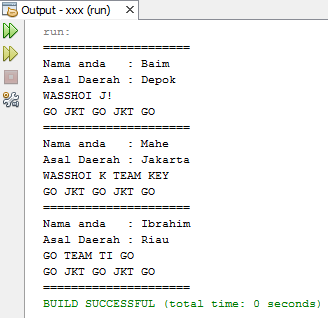 Output - xxx (run)
run:
=====================
Nama anda   : Baim
Asal Daerah : Depok
WASSHOI J!
GO JKT GO JKT GO
=====================
Nama anda   : Mahe
Asal Daerah : Jakarta
WASSHOI K TEAM KEY
GO JKT GO JKT GO
=====================
Nama anda   : Ibrahim
Asal Daerah : Riau
GO TEAM TI GO
GO JKT GO JKT GO
=====================
BUILD SUCCESSFUL (total time: 0 seconds)